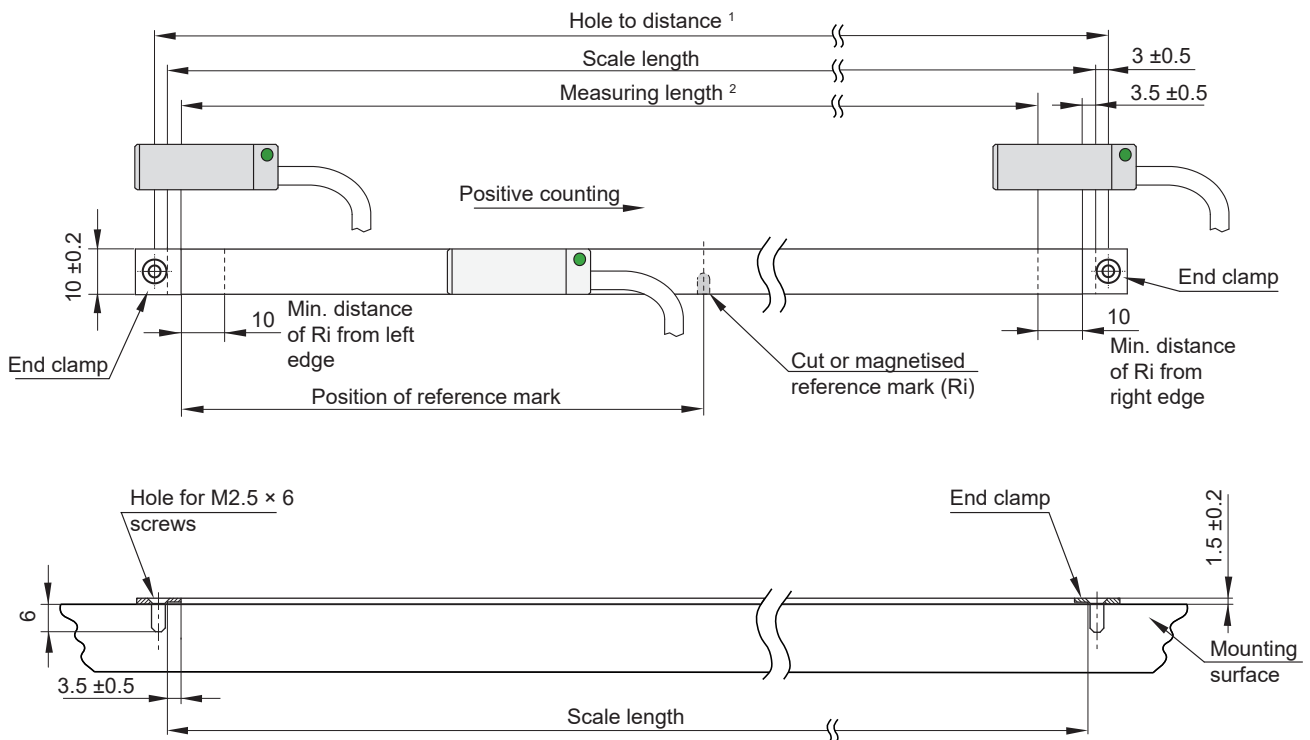 Hole to distance ¹
Scale length
3 ±0.5
Measuring length ²
3.5 ±0.5
Positive counting
10 ±0.2
End clamp
10
Min. distance
of Ri from left
edge
End clamp
Cut or magnetised
reference mark (Ri)
10
Min. distance
of Ri from
right edge
Position of reference mark
Hole for M2.5 × 6
screws
End clamp
1.5 ±0.2
6
Mounting
surface
3.5 ±0.5
Scale length